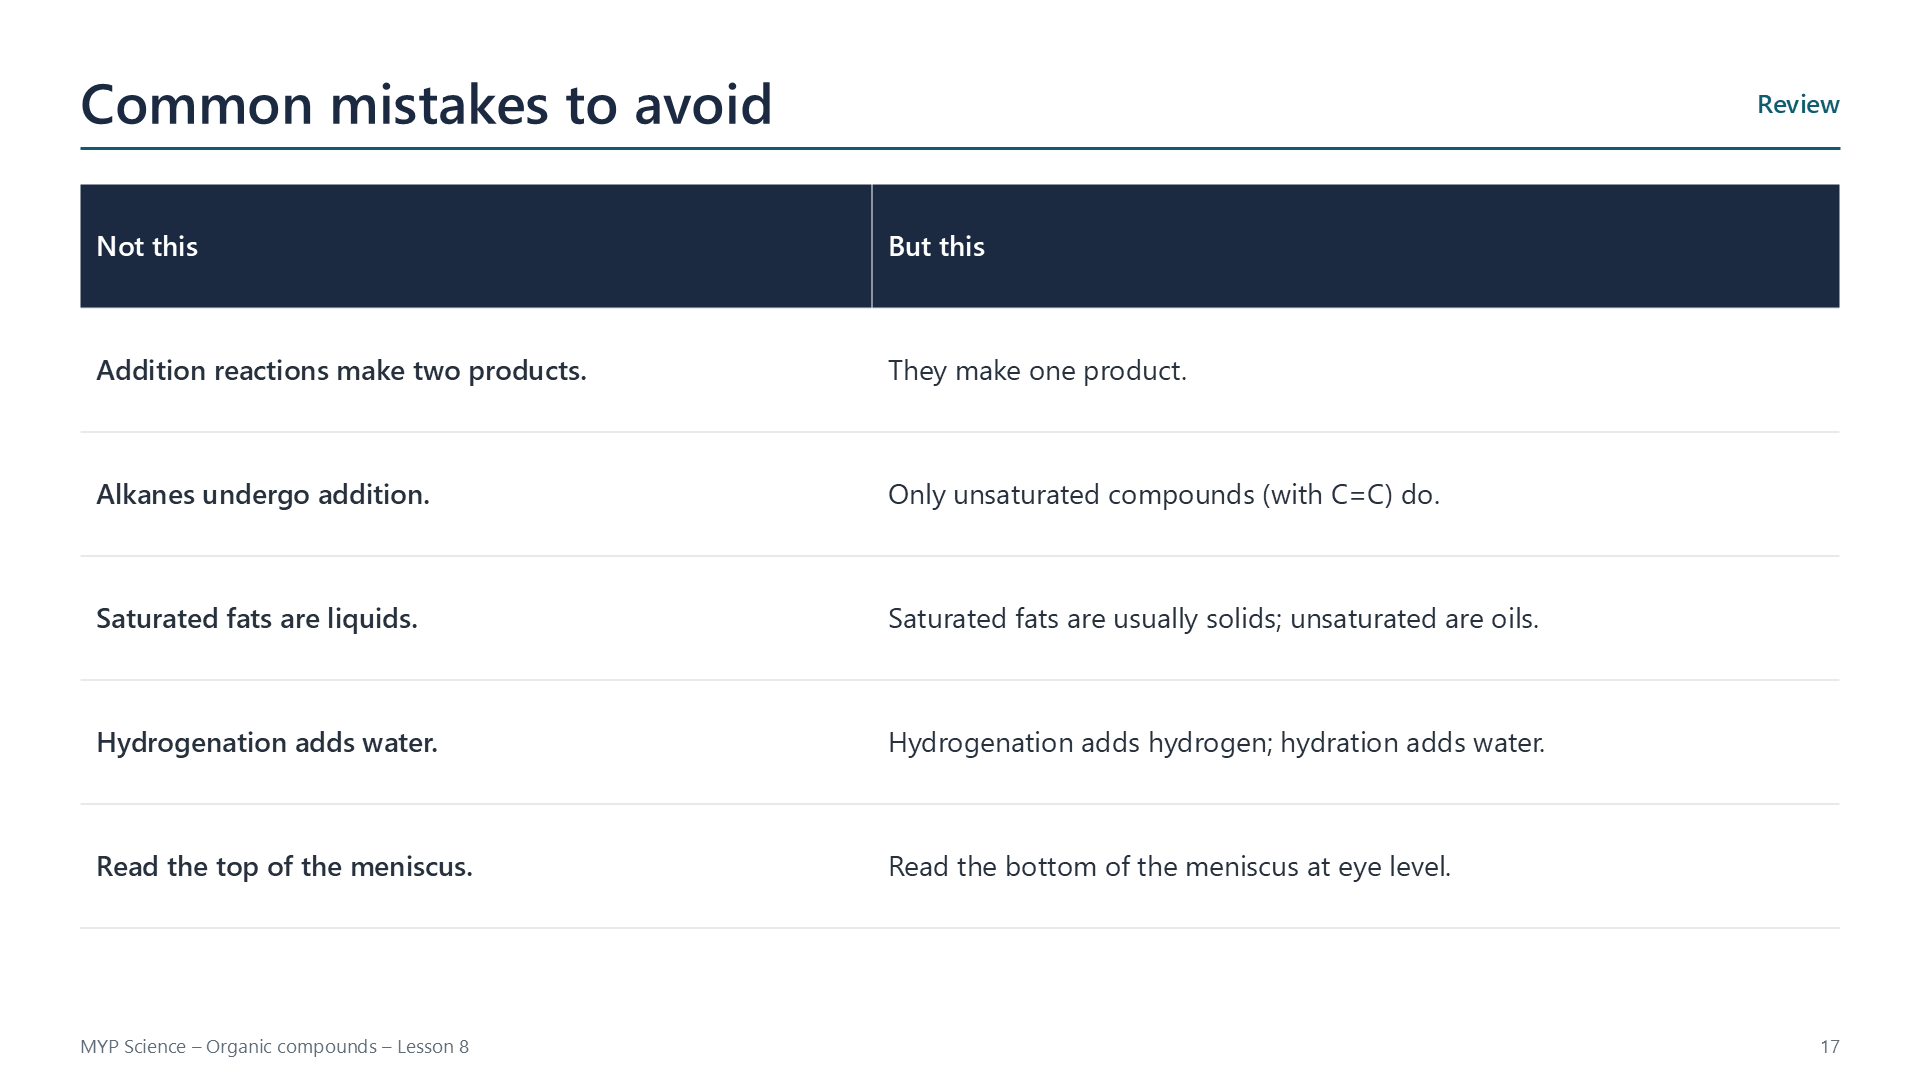 Common mistakes to avoid
Review
Not this
But this
Addition reactions make two products.
They make one product.
Alkanes undergo addition.
Only unsaturated compounds (with C=C) do.
Saturated fats are liquids.
Saturated fats are usually solids; unsaturated are oils.
Hydrogenation adds water.
Hydrogenation adds hydrogen; hydration adds water.
Read the top of the meniscus.
Read the bottom of the meniscus at eye level.
MYP Science – Organic compounds – Lesson 8
17